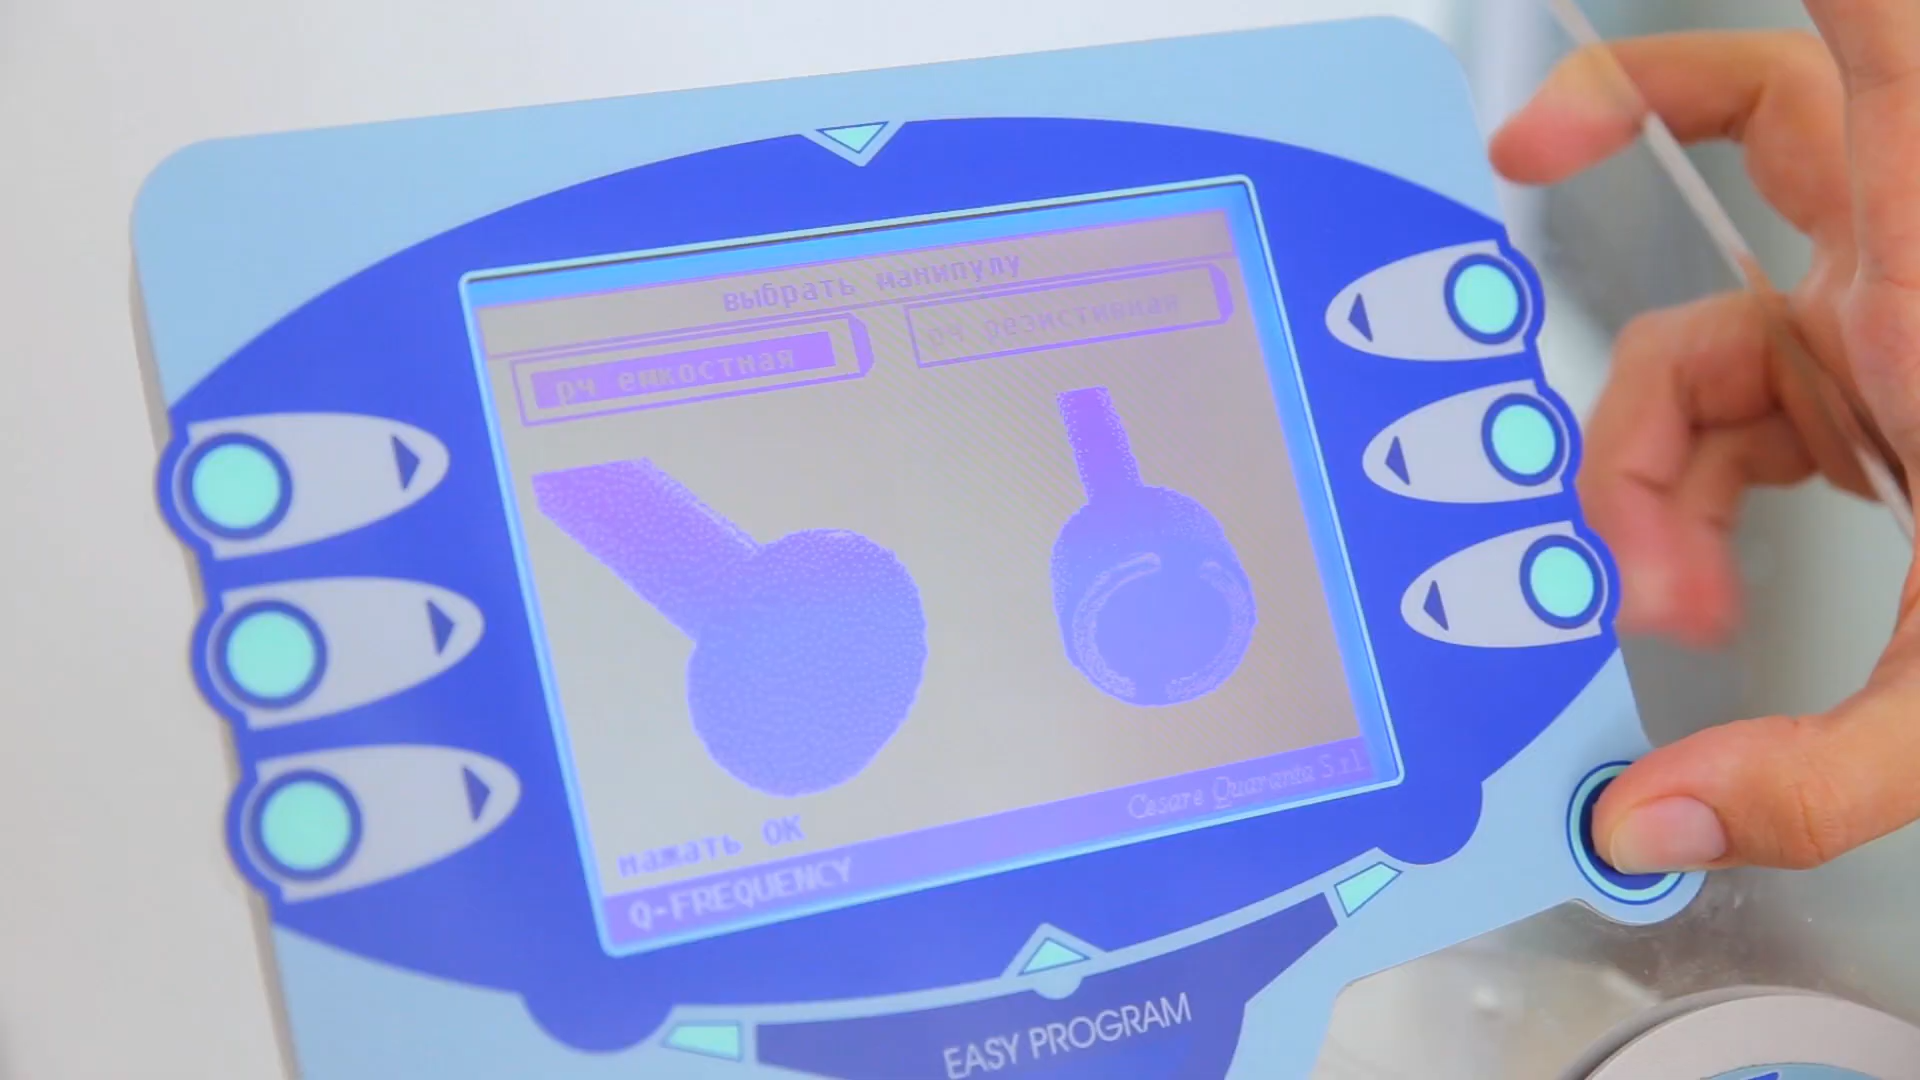 выбрать манипулу
рч емкостная
рч резистивная
нажать OK
Cesare Quaranta S.r.l.
Q-FREQUENCY
EASY PROGRAM